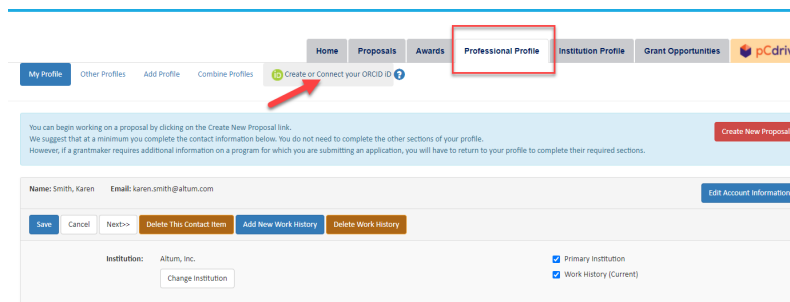 Home Proposals Awards Professional Profile Institution Profile Grant Opportunities
My Profile Other Profiles Add Profile Combine Profiles iD Create or Connect your ORCID iD ?
You can begin working on a proposal by clicking on the Create New Proposal link.
We suggest that at a minimum you complete the contact information below. You do not need to complete the other sections of your profile.
However, if a grantmaker requires additional information on a program for which you are submitting an application, you will have to return to your profile to complete their required sections.
Create New Proposal
Name: Smith, Karen Email: karen.smith@altum.com
Edit Account Information
Save Cancel Next>> Delete This Contact Item Add New Work History Delete Work History
Institution: Altum, Inc.
Change Institution
Primary Institution
Work History (Current)